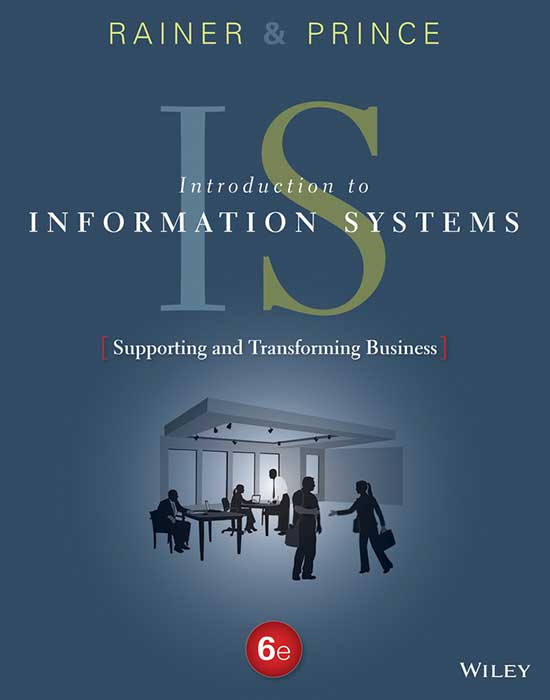 RAINER & PRINCE
IS
Introduction to
INFORMATION SYSTEMS
[ Supporting and Transforming Business ]
6e
WILEY